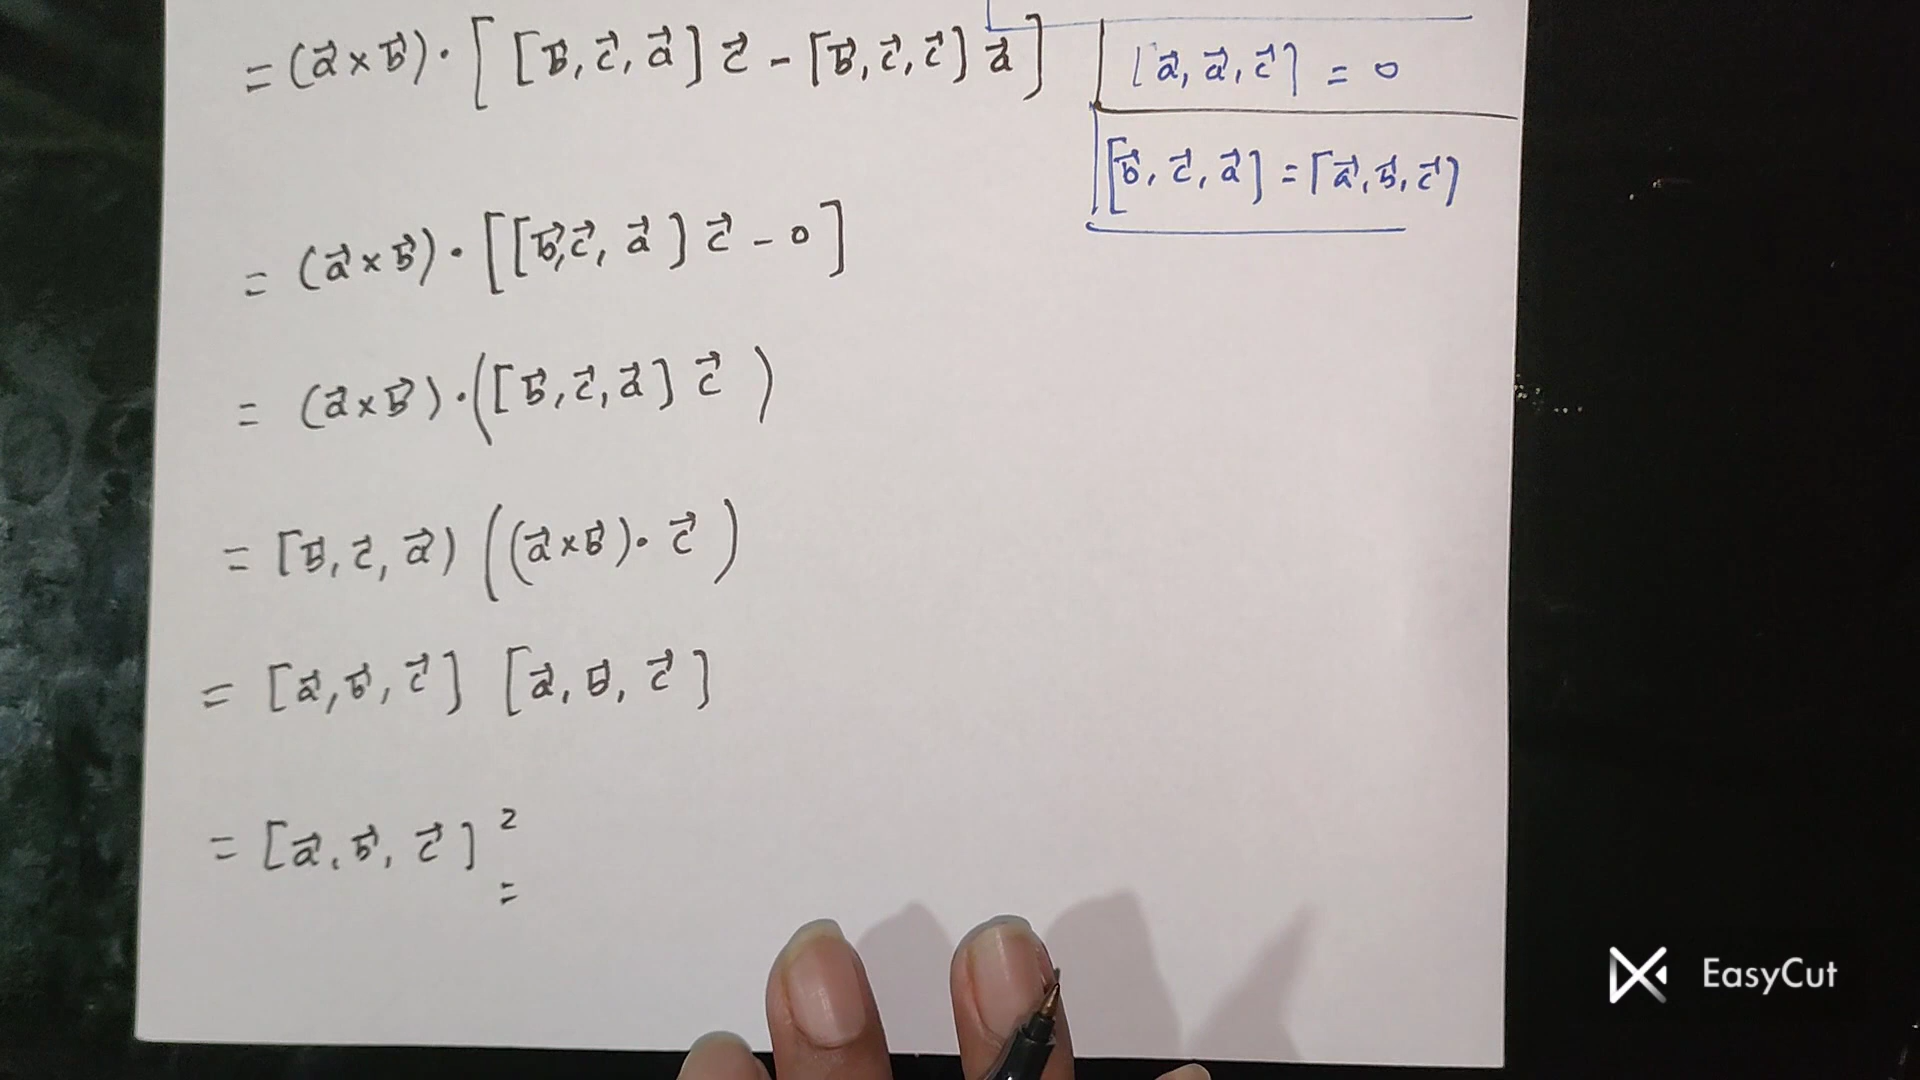 = (a⃗ × b⃗) · [ [b⃗, c⃗, a⃗] c⃗ - [b⃗, c⃗, c⃗] a⃗ ]
[a⃗, a⃗, c⃗] = 0
[b⃗, c⃗, a⃗] = [a⃗, b⃗, c⃗]
= (a⃗ × b⃗) · [ [b⃗, c⃗, a⃗] c⃗ - 0 ]
= (a⃗ × b⃗) · ( [b⃗, c⃗, a⃗] c⃗ )
= [b⃗, c⃗, a⃗) ( (a⃗ × b⃗) · c⃗ )
= [a⃗, b⃗, c⃗] [a⃗, b⃗, c⃗]
= [a⃗, b⃗, c⃗]²
=
EasyCut